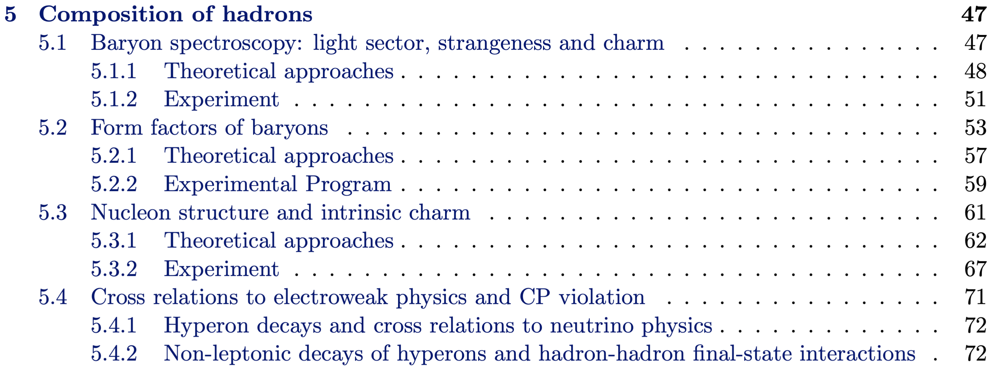 5 Composition of hadrons 47
5.1 Baryon spectroscopy: light sector, strangeness and charm . . . . . . . . . . . . . . . 47
5.1.1 Theoretical approaches . . . . . . . . . . . . . . . . . . . . . . . . . . . . . . . 48
5.1.2 Experiment . . . . . . . . . . . . . . . . . . . . . . . . . . . . . . . . . . . . . 51
5.2 Form factors of baryons . . . . . . . . . . . . . . . . . . . . . . . . . . . . . . . . . . 53
5.2.1 Theoretical approaches . . . . . . . . . . . . . . . . . . . . . . . . . . . . . . . 57
5.2.2 Experimental Program . . . . . . . . . . . . . . . . . . . . . . . . . . . . . . . 59
5.3 Nucleon structure and intrinsic charm . . . . . . . . . . . . . . . . . . . . . . . . . . 61
5.3.1 Theoretical approaches . . . . . . . . . . . . . . . . . . . . . . . . . . . . . . . 62
5.3.2 Experiment . . . . . . . . . . . . . . . . . . . . . . . . . . . . . . . . . . . . . 67
5.4 Cross relations to electroweak physics and CP violation . . . . . . . . . . . . . . . . 71
5.4.1 Hyperon decays and cross relations to neutrino physics . . . . . . . . . . . . . 72
5.4.2 Non-leptonic decays of hyperons and hadron-hadron final-state interactions . 72